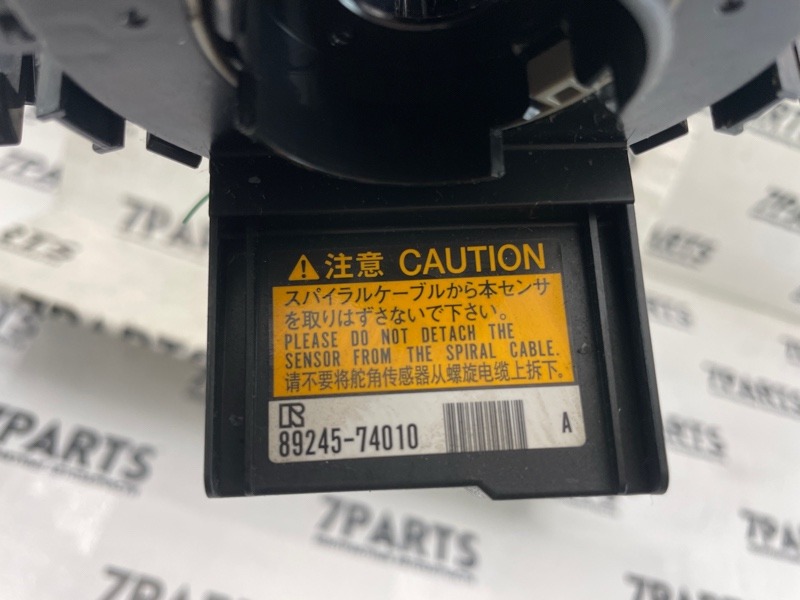 注意 CAUTION
スパイラルケーブルから本センサ
を取りはずさないで下さい。
PLEASE DO NOT DETACH THE
SENSOR FROM THE SPIRAL CABLE.
请不要将舵角传感器从螺旋电缆上拆下。
89245-74010
A
7PARTS
7PARTS
7PARTS
7PARTS